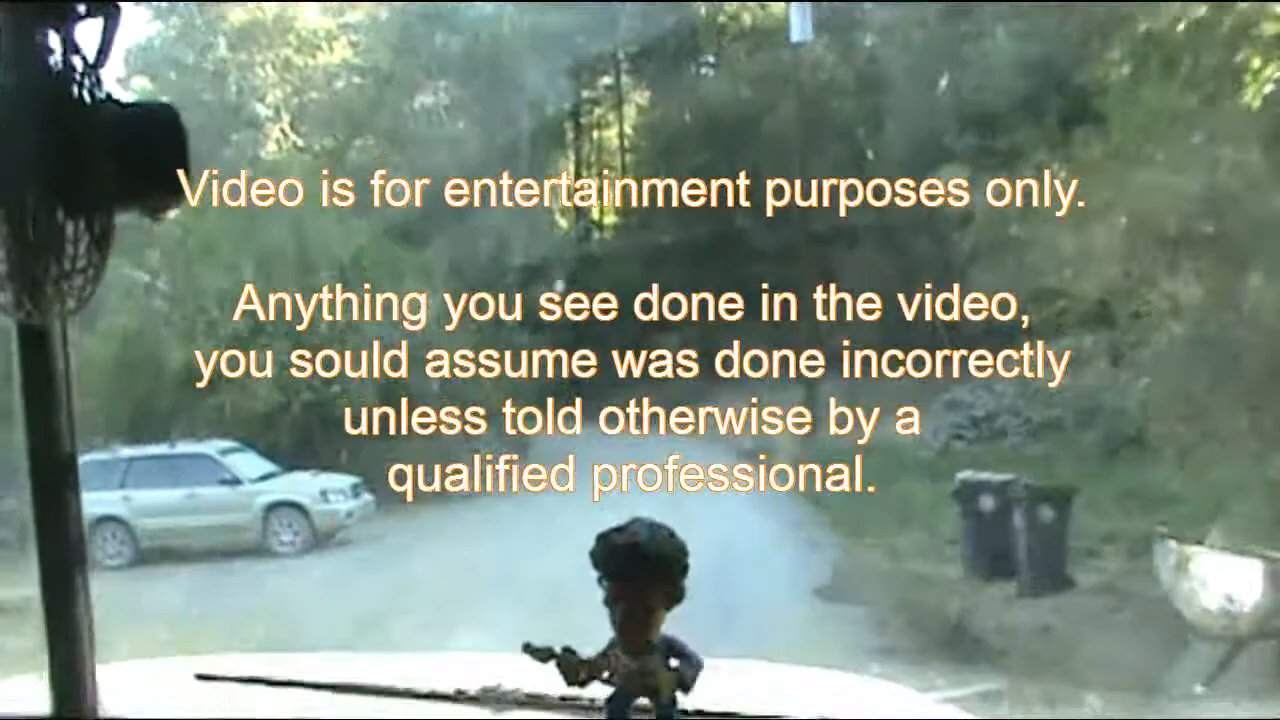 Video is for entertainment purposes only.
Anything you see done in the video,
you sould assume was done incorrectly
unless told otherwise by a
qualified professional.